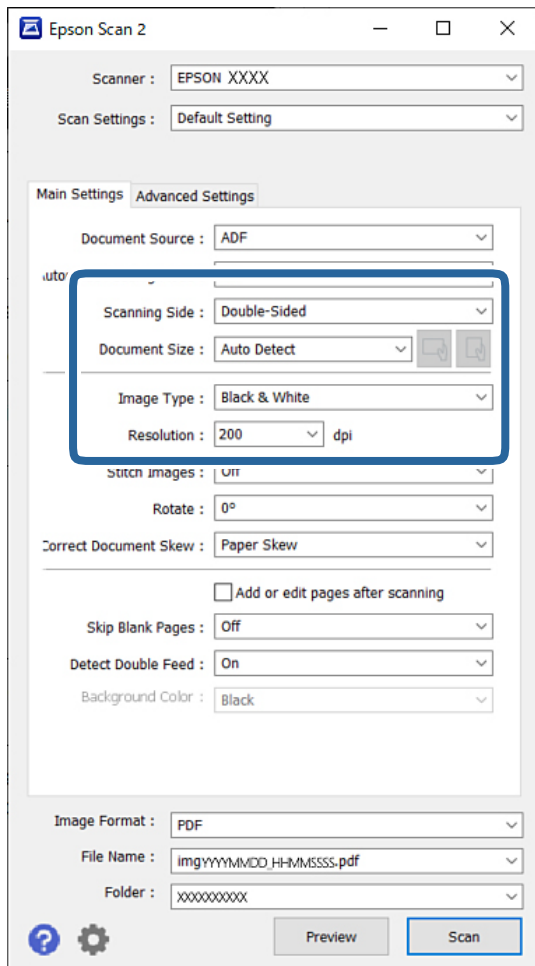 Epson Scan 2
Scanner : EPSON XXXX
Scan Settings : Default Setting
Main Settings Advanced Settings
Document Source : ADF
Scanning Side : Double-Sided
Document Size : Auto Detect
Image Type : Black & White
Resolution : 200 dpi
Stitch Images : Off
Rotate : 0°
Correct Document Skew : Paper Skew
Add or edit pages after scanning
Skip Blank Pages : Off
Detect Double Feed : On
Background Color : Black
Image Format : PDF
File Name : imgYYYYMMDD_HHMMSSSS.pdf
Folder : XXXXXXXXXX
Preview Scan